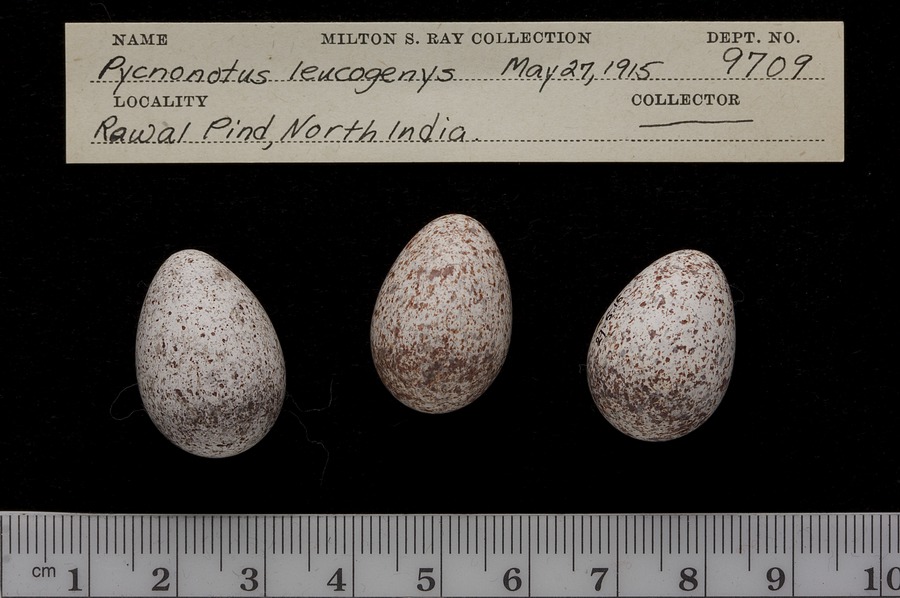 NAME MILTON S. RAY COLLECTION DEPT. NO.
Pycnonotus leucogenys May 27, 1915 9709
LOCALITY COLLECTOR
Rawal Pind, North India.
cm 1 2 3 4 5 6 7 8 9 10